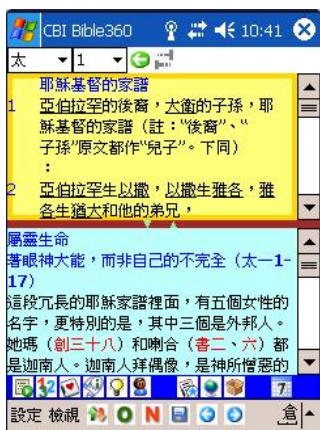 CBI Bible360 10:41
太 1
耶穌基督的家譜
1 亞伯拉罕的後裔，大衛的子孫，耶
穌基督的家譜（註："後裔"、"
子孫"原文都作"兒子"。下同）
：
2 亞伯拉罕生以撒，以撒生雅各，雅
各生猶大和他的弟兄，
屬靈生命
著眼神大能，而非自己的不完全（太一1-
17）
這段冗長的耶穌家譜裡面，有五個女性的
名字，更特別的是，其中三個是外邦人。
她瑪（創三十八）和喇合（書二、六）都
是迦南人。迦南人拜偶像，是神所憎惡的
32 7
設定 檢視 O N 倉